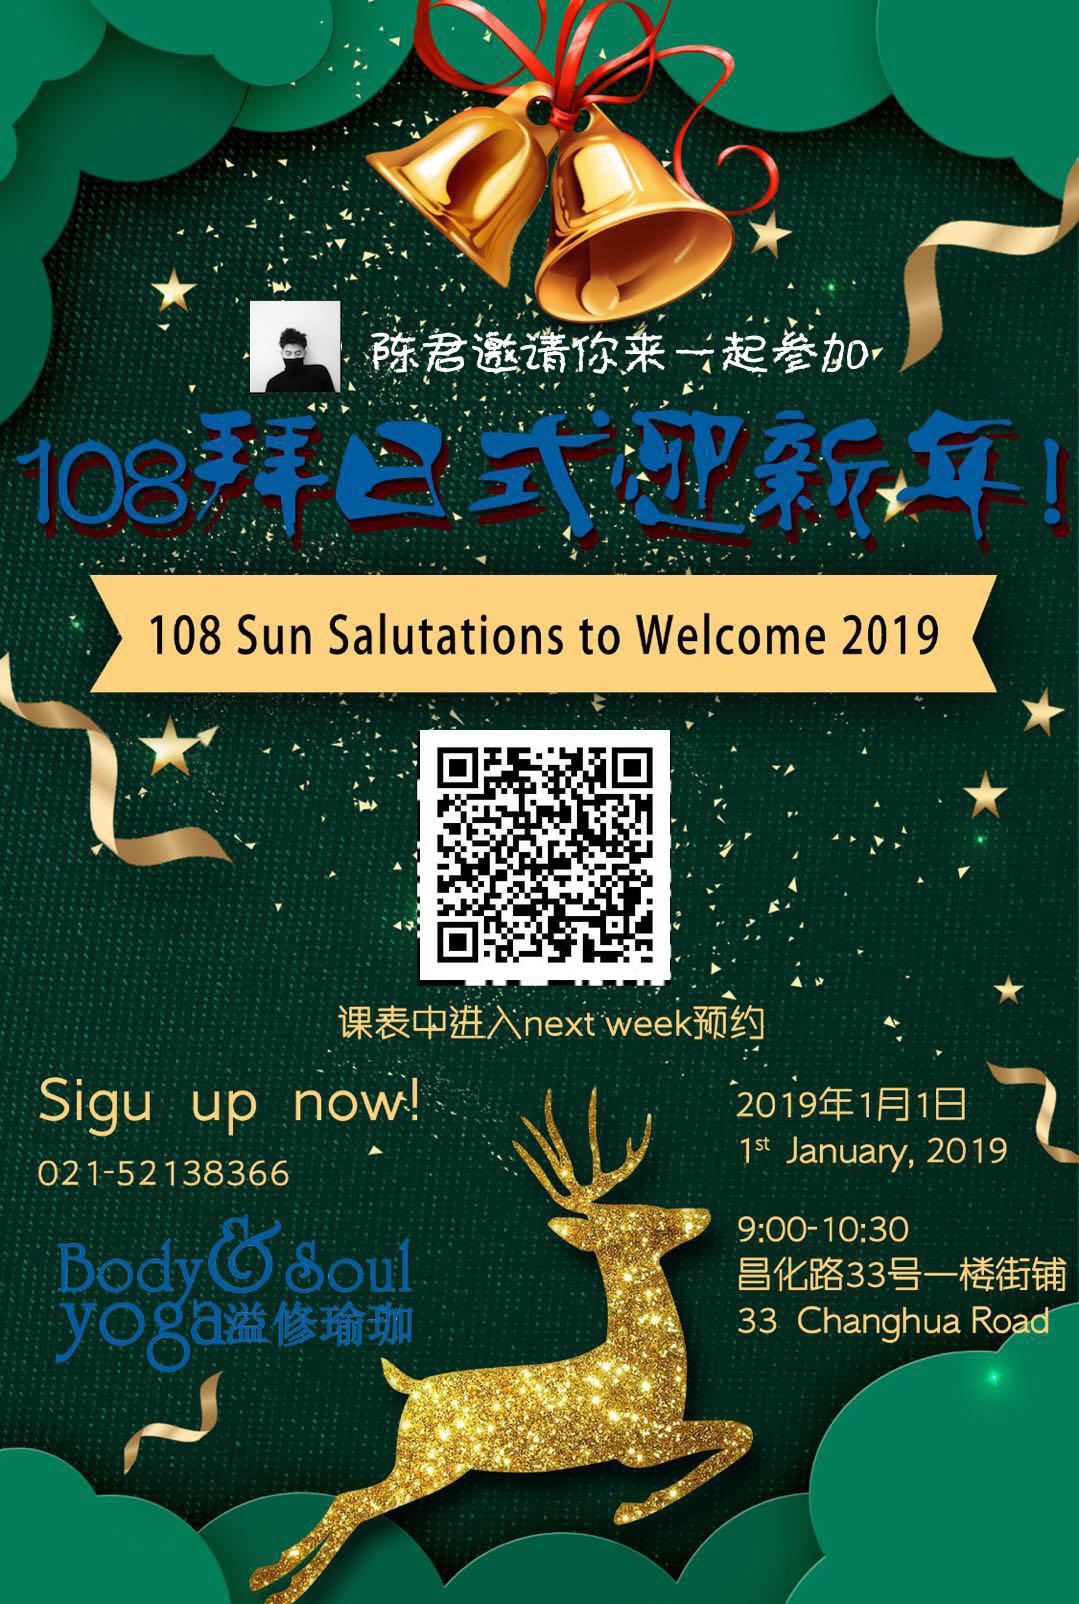 陈君邀请你来一起参加
108拜日式迎新年!
108 Sun Salutations to Welcome 2019
课表中进入next week预约
Sigu up now!
021-52138366
Body & Soul
yoga溢修瑜珈
2019年1月1日
1st January, 2019
9:00-10:30
昌化路33号一楼街铺
33 Changhua Road